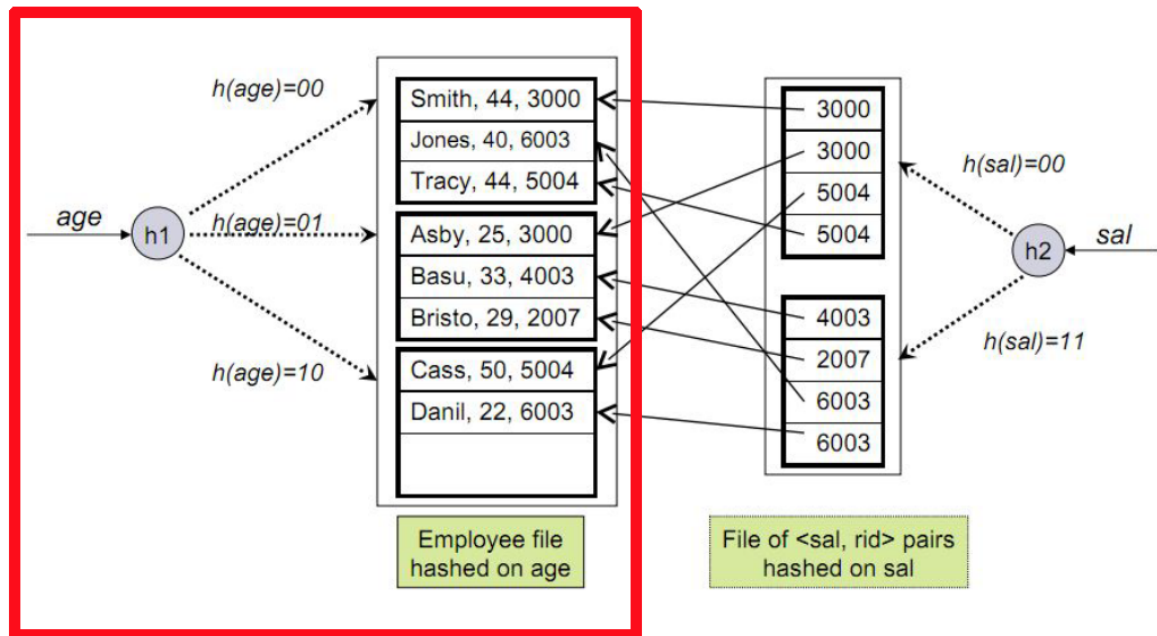 h(age)=00
age
h1
h(age)=01
h(age)=10
Smith, 44, 3000
Jones, 40, 6003
Tracy, 44, 5004
Asby, 25, 3000
Basu, 33, 4003
Bristo, 29, 2007
Cass, 50, 5004
Danil, 22, 6003
Employee file
hashed on age
3000
3000
5004
5004
4003
2007
6003
6003
h(sal)=00
sal
h2
h(sal)=11
File of <sal, rid> pairs
hashed on sal